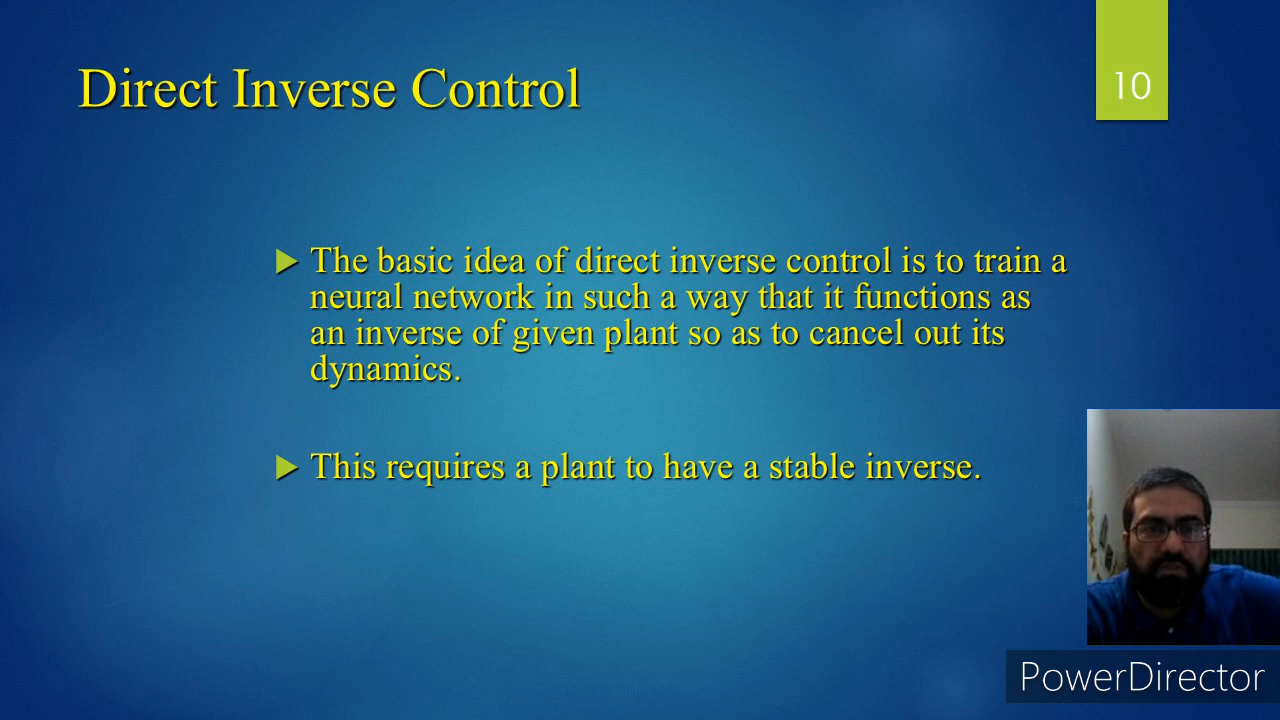 Direct Inverse Control
10
The basic idea of direct inverse control is to train a
neural network in such a way that it functions as
an inverse of given plant so as to cancel out its
dynamics.
This requires a plant to have a stable inverse.
PowerDirector